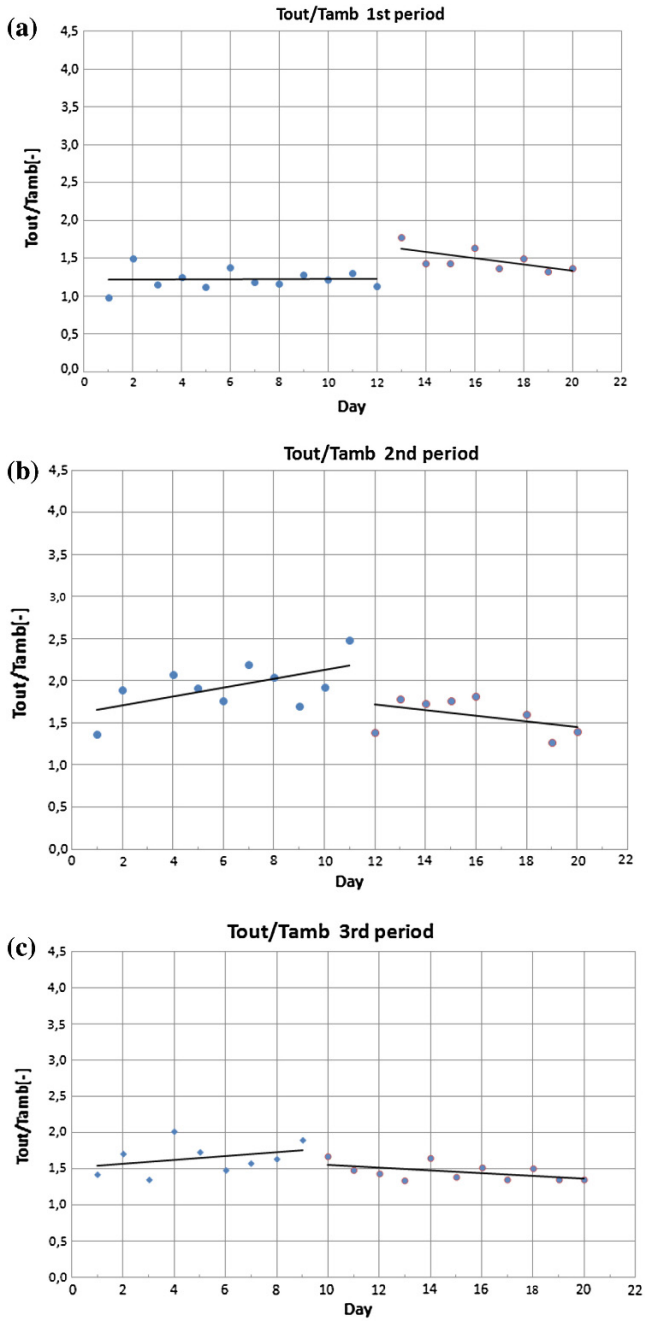 (a)
Tout/Tamb 1st period
4,5
4,0
3,5
3,0
2,5
2,0
1,5
1,0
0,5
0,0
Tout/Tamb[-]
0 2 4 6 8 10 12 14 16 18 20 22
Day
(b)
Tout/Tamb 2nd period
4,5
4,0
3,5
3,0
2,5
2,0
1,5
1,0
0,5
0,0
Tout/Tamb[-]
0 2 4 6 8 10 12 14 16 18 20 22
Day
(c)
Tout/Tamb 3rd period
4,5
4,0
3,5
3,0
2,5
2,0
1,5
1,0
0,5
0,0
Tout/Tamb[-]
0 2 4 6 8 10 12 14 16 18 20 22
Day